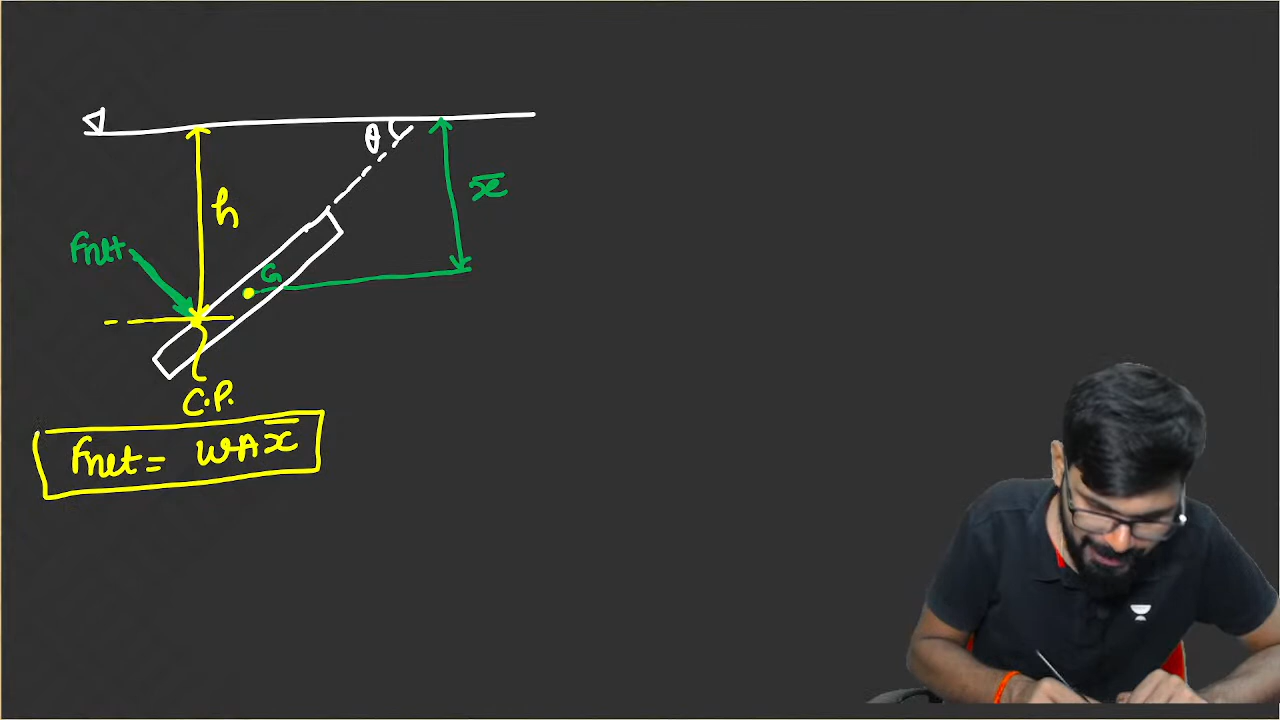 θ
x̄
h
Fnet
G
C.P.
Fnet = wAx̄